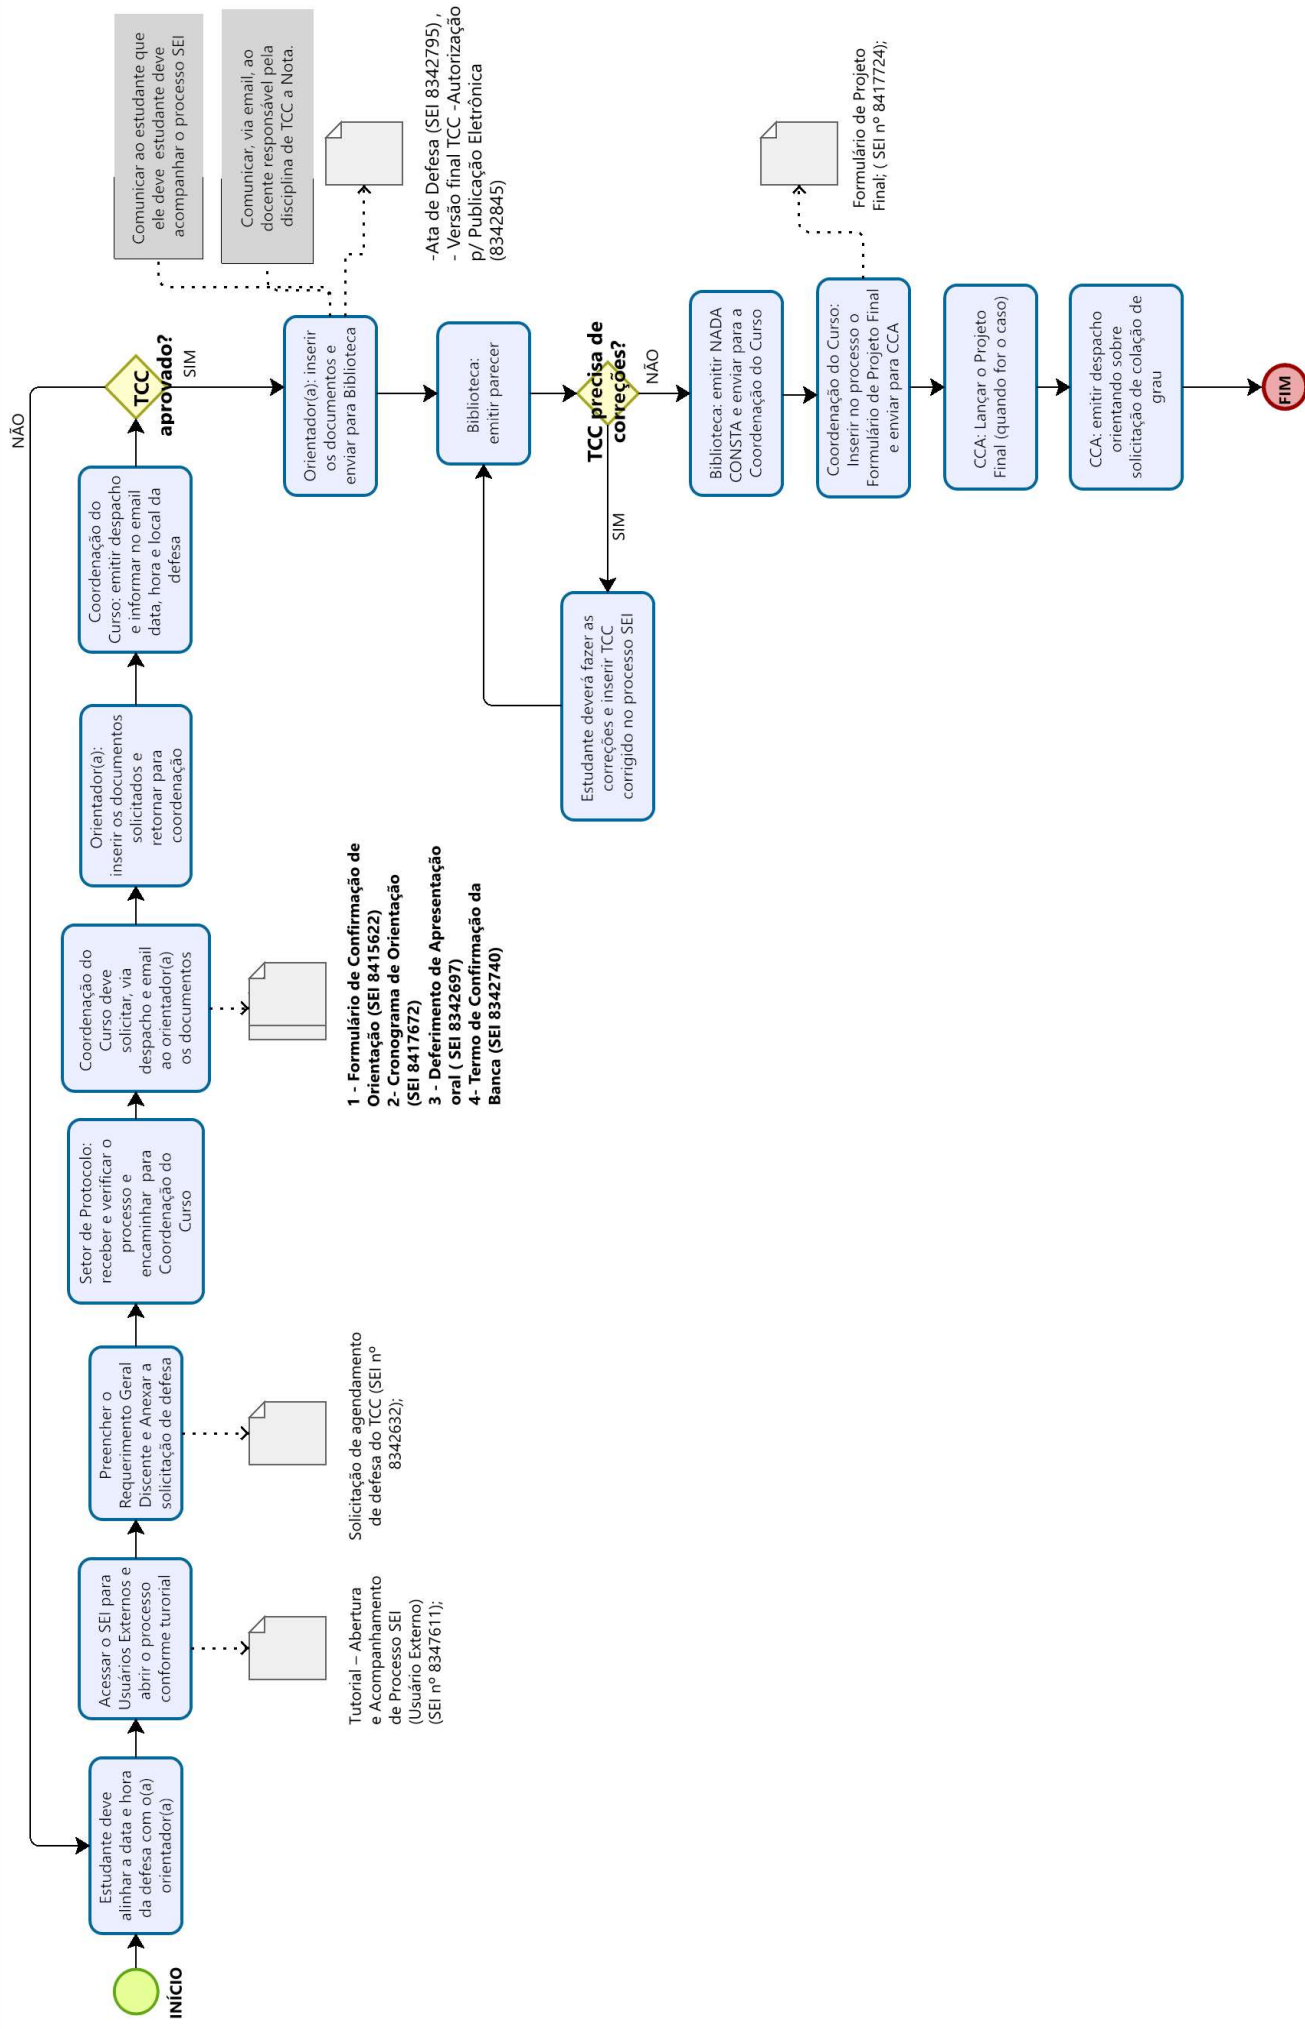 INÍCIO
Estudante deve
alinhar a data e hora
da defesa com o(a)
orientador(a)
Acessar o SEI para
Usuários Externos e
abrir o processo
conforme turorial
Tutorial – Abertura
e Acompanhamento
de Processo SEI
(Usuário Externo)
(SEI nº 8347611);
Preencher o
Requerimento Geral
Discente e Anexar a
solicitação de defesa
Solicitação de agendamento
de defesa do TCC (SEI nº
8342632);
Setor de Protocolo:
receber e verificar o
processo e
encaminhar para
Coordenação do
Curso
Coordenação do
Curso deve
solicitar, via
despacho e email
ao orientador(a)
os documentos
1 - Formulário de Confirmação de
Orientação (SEI 8415622)
2- Cronograma de Orientação
(SEI 8417672)
3 - Deferimento de Apresentação
oral ( SEI 8342697)
4- Termo de Confirmação da
Banca (SEI 8342740)
Orientador(a):
inserir os documentos
solicitados e
retornar para
coordenação
Coordenação do
Curso: emitir despacho
e informar no email
data, hora e local da
defesa
TCC
aprovado?
NÃO
SIM
Orientador(a): inserir
os documentos e
enviar para Biblioteca
Comunicar ao estudante que
ele deve estudante deve
acompanhar o processo SEI
Comunicar, via email, ao
docente responsável pela
disciplina de TCC a Nota.
-Ata de Defesa (SEI 8342795) ,
- Versão final TCC -Autorização
p/ Publicação Eletrônica
(8342845)
Biblioteca:
emitir parecer
TCC precisa de
correções?
SIM
NÃO
Estudante deverá fazer as
correções e inserir TCC
corrigido no processo SEI
Biblioteca: emitir NADA
CONSTA e enviar para a
Coordenação do Curso
Coordenação do Curso:
Inserir no processo o
Formulário de Projeto Final
e enviar para CCA
Formulário de Projeto
Final; ( SEI nº 8417724);
CCA: Lançar o Projeto
Final (quando for o caso)
CCA: emitir despacho
orientando sobre
solicitação de colação de
grau
FIM